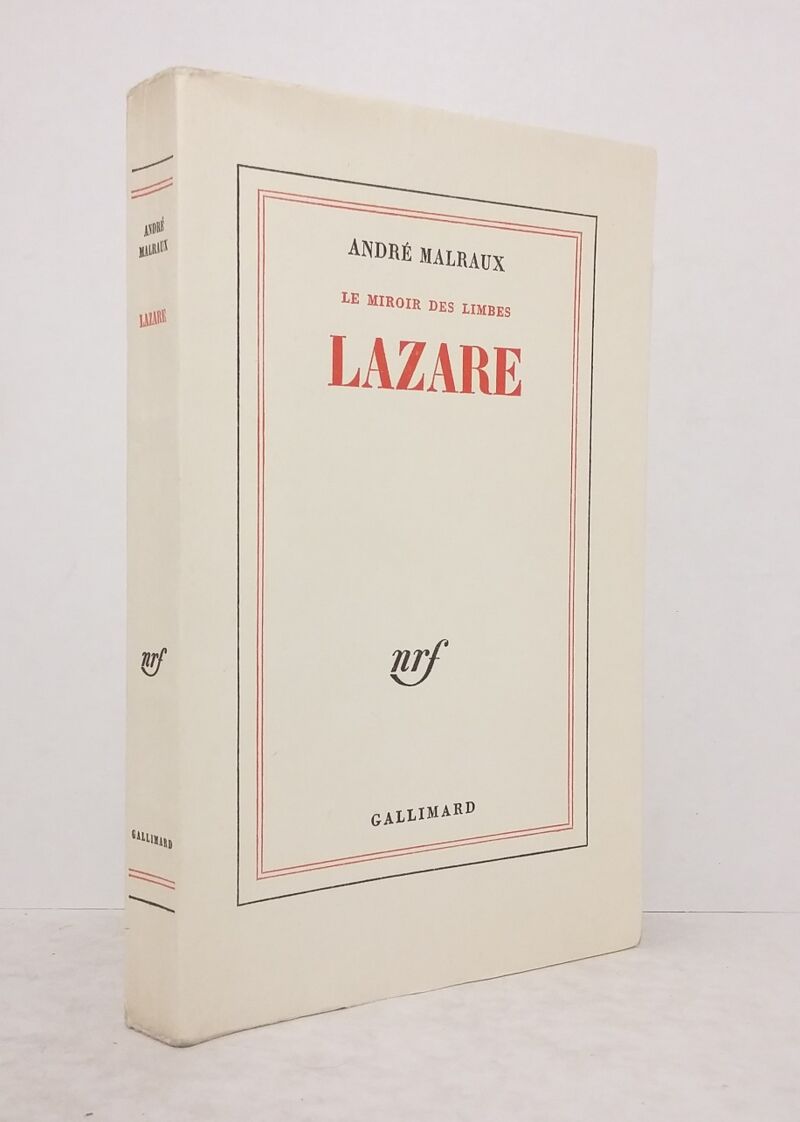 ANDRÉ
MALRAUX
LAZARE
nrf
GALLIMARD
ANDRÉ MALRAUX
LE MIROIR DES LIMBES
LAZARE
nrf
GALLIMARD